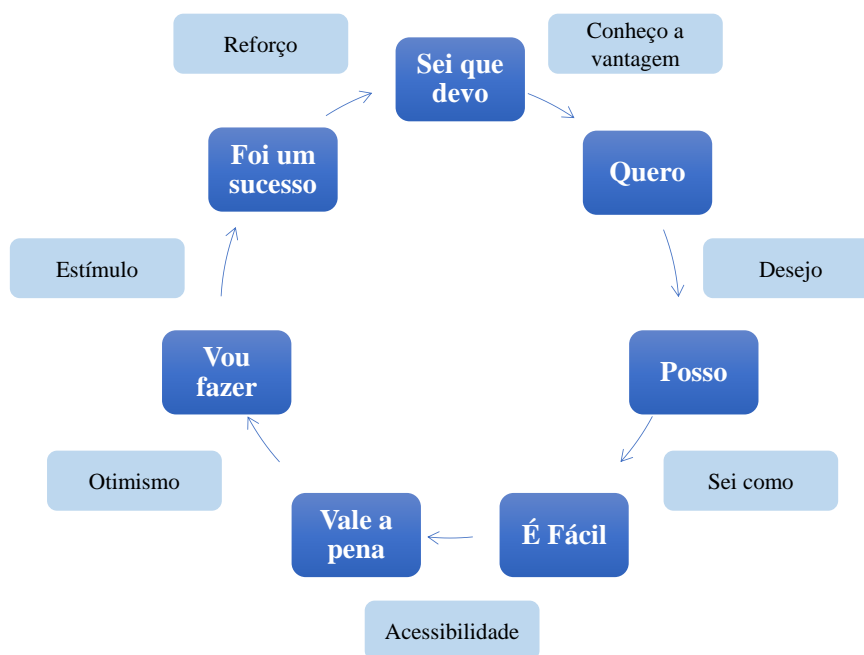 Reforço
Sei que
devo
Conheço a
vantagem
Quero
Desejo
Posso
Sei como
É Fácil
Acessibilidade
Vale a
pena
Otimismo
Vou
fazer
Estímulo
Foi um
sucesso